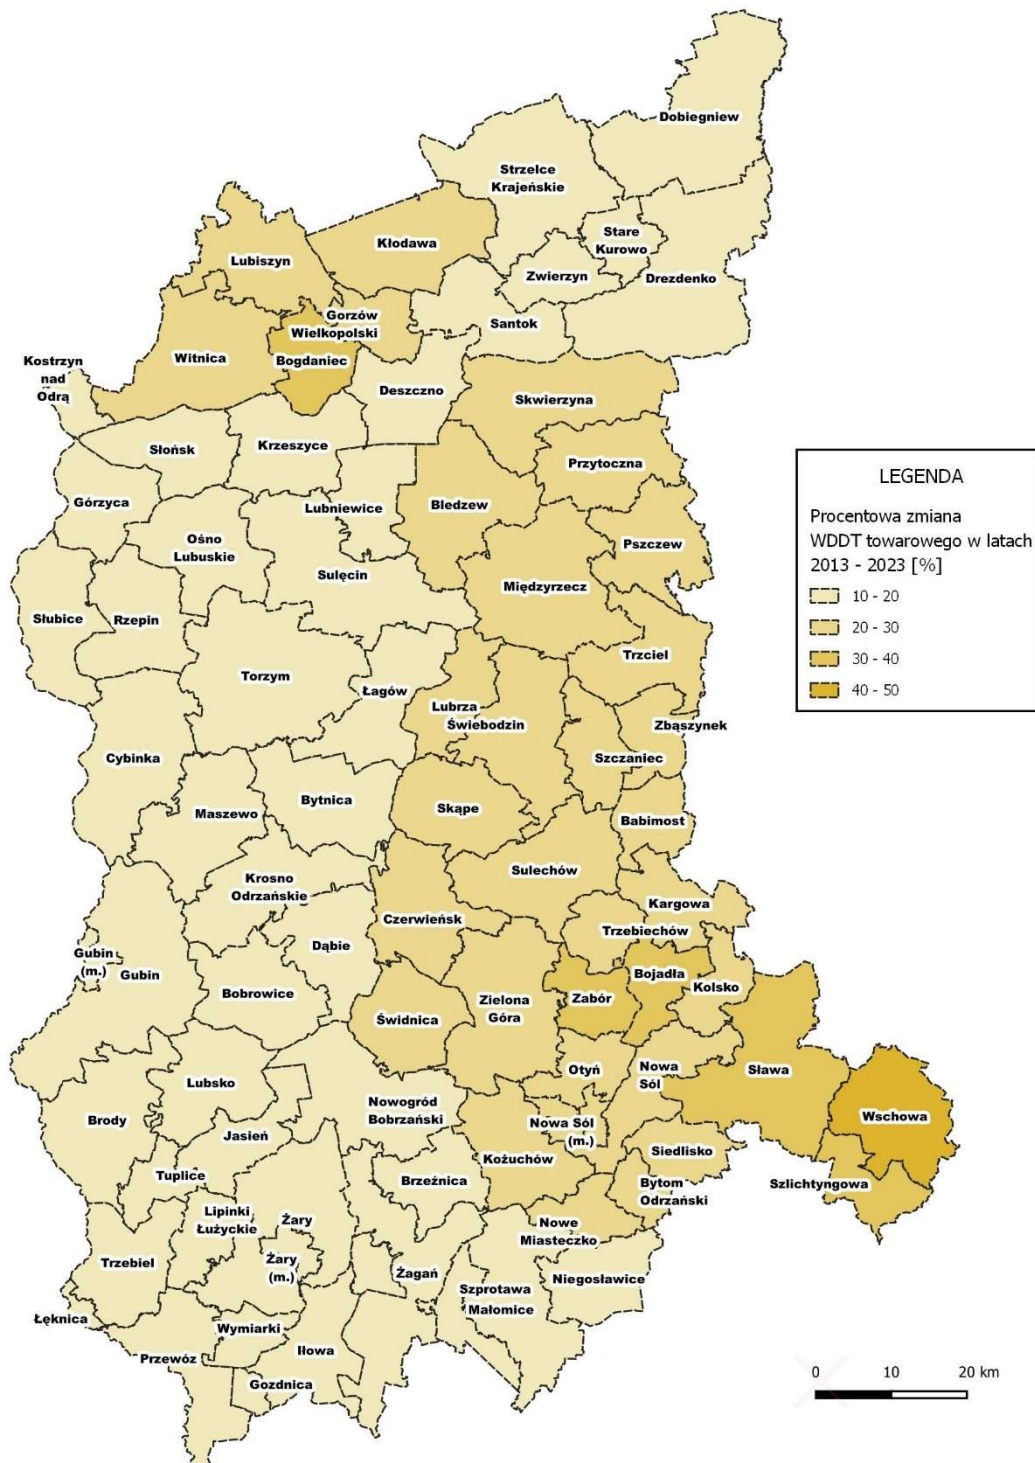 Dobiegniew
Strzelce
Krajeńskie
Stare
Kurowo
Kłodawa
Lubiszyn
Zwierzyn
Drezdenko
Gorzów
Wielkopolski
Santok
Witnica
Bogdaniec
Kostrzyn
nad
Odrą
Deszczno
Skwierzyna
Słońsk
Krzeszyce
Przytoczna
Górzyca
Lubniewice
Bledzew
Ośno
Lubuskie
Pszczew
Sulęcin
Międzyrzecz
Słubice
Rzepin
Trzciel
Torzym
Łagów
Lubrza
Świebodzin
Zbąszynek
Cybinka
Szczaniec
Bytnica
Skąpe
Maszewo
Babimost
Sulechów
Krosno
Odrzańskie
Kargowa
Czerwieńsk
Trzebiechów
Dąbie
Gubin
(m.)
Gubin
Bobrowice
Zielona
Góra
Zabór
Bojadła
Kolsko
Świdnica
Otyń
Nowa
Sól
Sława
Lubsko
Brody
Nowogród
Bobrzański
Wschowa
Jasień
Nowa Sól
(m.)
Siedlisko
Kożuchów
Tuplice
Brzeźnica
Bytom
Odrzański
Szlichtyngowa
Lipinki
Łużyckie
Żary
Nowe
Miasteczko
Trzebiel
Żary
(m.)
Żagań
Niegosławice
Szprotawa
Małomice
Łęknica
Wymiarki
Iłowa
Przewóz
Gozdnica
LEGENDA
Procentowa zmiana
WDDT towarowego w latach
2013 - 2023 [%]
10 - 20
20 - 30
30 - 40
40 - 50
0 10 20 km